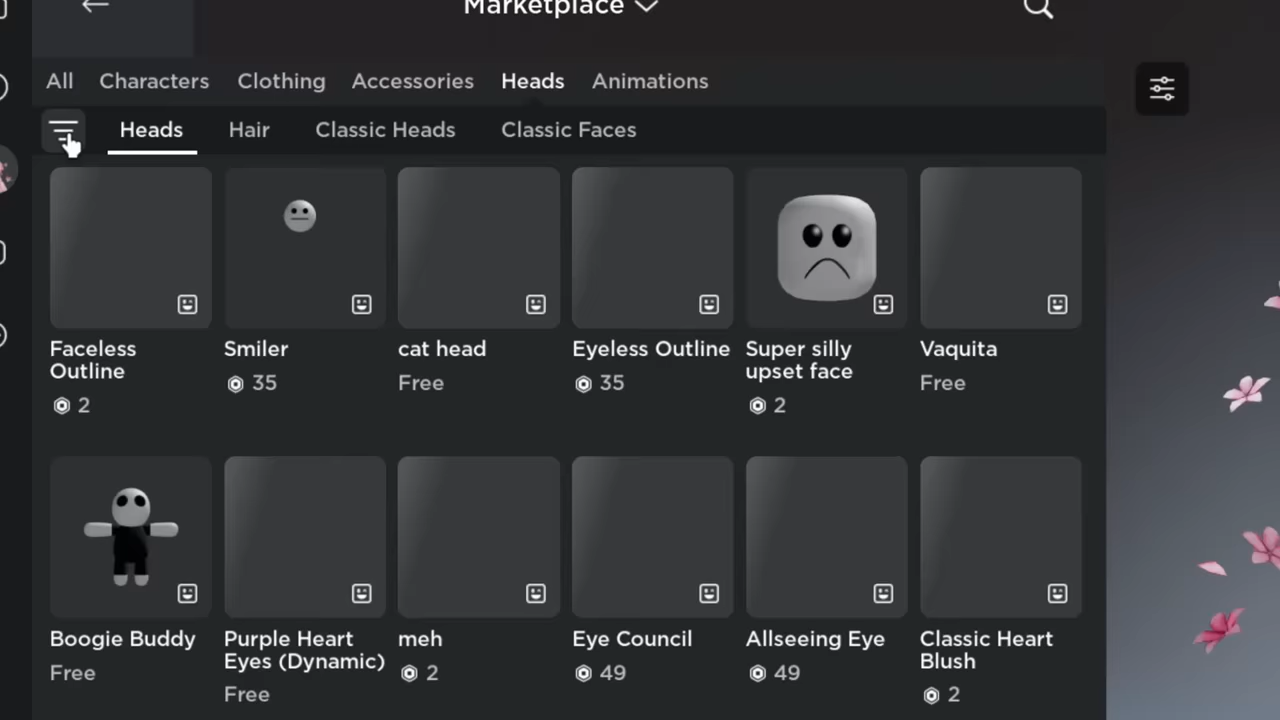 Marketplace
All Characters Clothing Accessories Heads Animations
Heads Hair Classic Heads Classic Faces
Faceless Outline
2
Smiler
35
cat head
Free
Eyeless Outline
35
Super silly
upset face
2
Vaquita
Free
Boogie Buddy
Free
Purple Heart
Eyes (Dynamic)
Free
meh
2
Eye Council
49
Allseeing Eye
49
Classic Heart
Blush
2